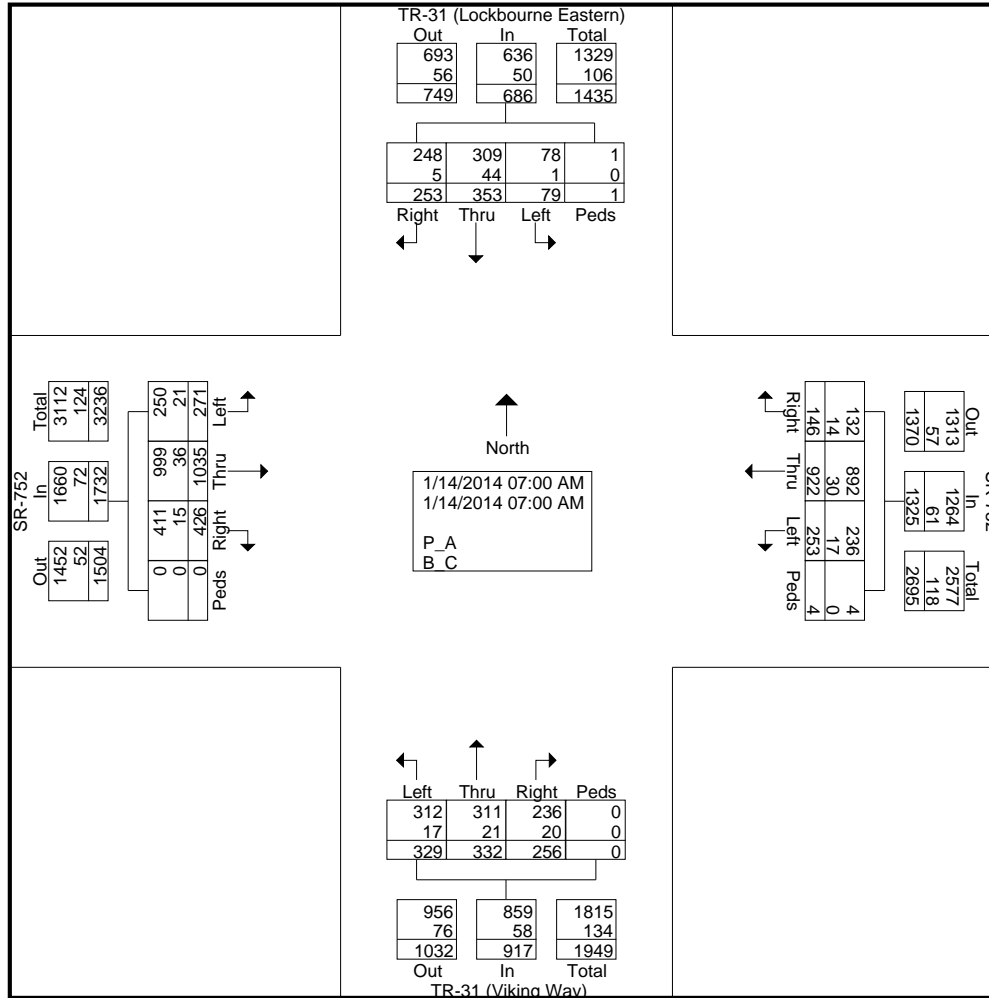 TR-31 (Lockbourne Eastern)
Out In Total
693 636 1329
56 50 106
749 686 1435
248 309 78 1
5 44 1 0
253 353 79 1
Right Thru Left Peds
SR-752
Total In Out
3112 1660 1452
124 72 52
3236 1732 1504
250 999 411 0
21 36 15 0
271 1035 426 0
Left Thru Right Peds
North
1/14/2014 07:00 AM
1/14/2014 07:00 AM
P_A
B_C
Out In Total
1313 1264 2577
57 61 118
1370 1325 2695
132 892 236 4
14 30 17 0
146 922 253 4
Right Thru Left Peds
Left Thru Right Peds
312 311 236 0
17 21 20 0
329 332 256 0
956 859 1815
76 58 134
1032 917 1949
Out In Total
TR-31 (Viking Way)